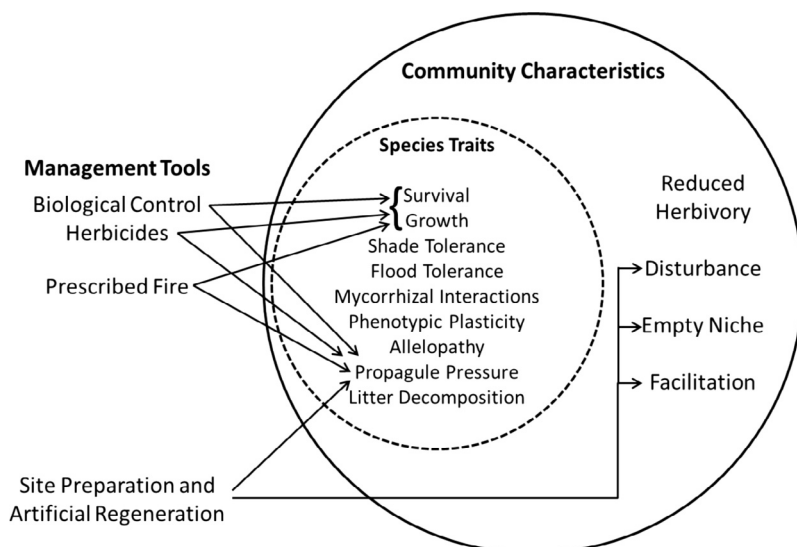 Community Characteristics
Species Traits
Management Tools
Biological Control
Herbicides
Prescribed Fire
Site Preparation and
Artificial Regeneration
Survival
Growth
Shade Tolerance
Flood Tolerance
Mycorrhizal Interactions
Phenotypic Plasticity
Allelopathy
Propagule Pressure
Litter Decomposition
Reduced
Herbivory
Disturbance
Empty Niche
Facilitation